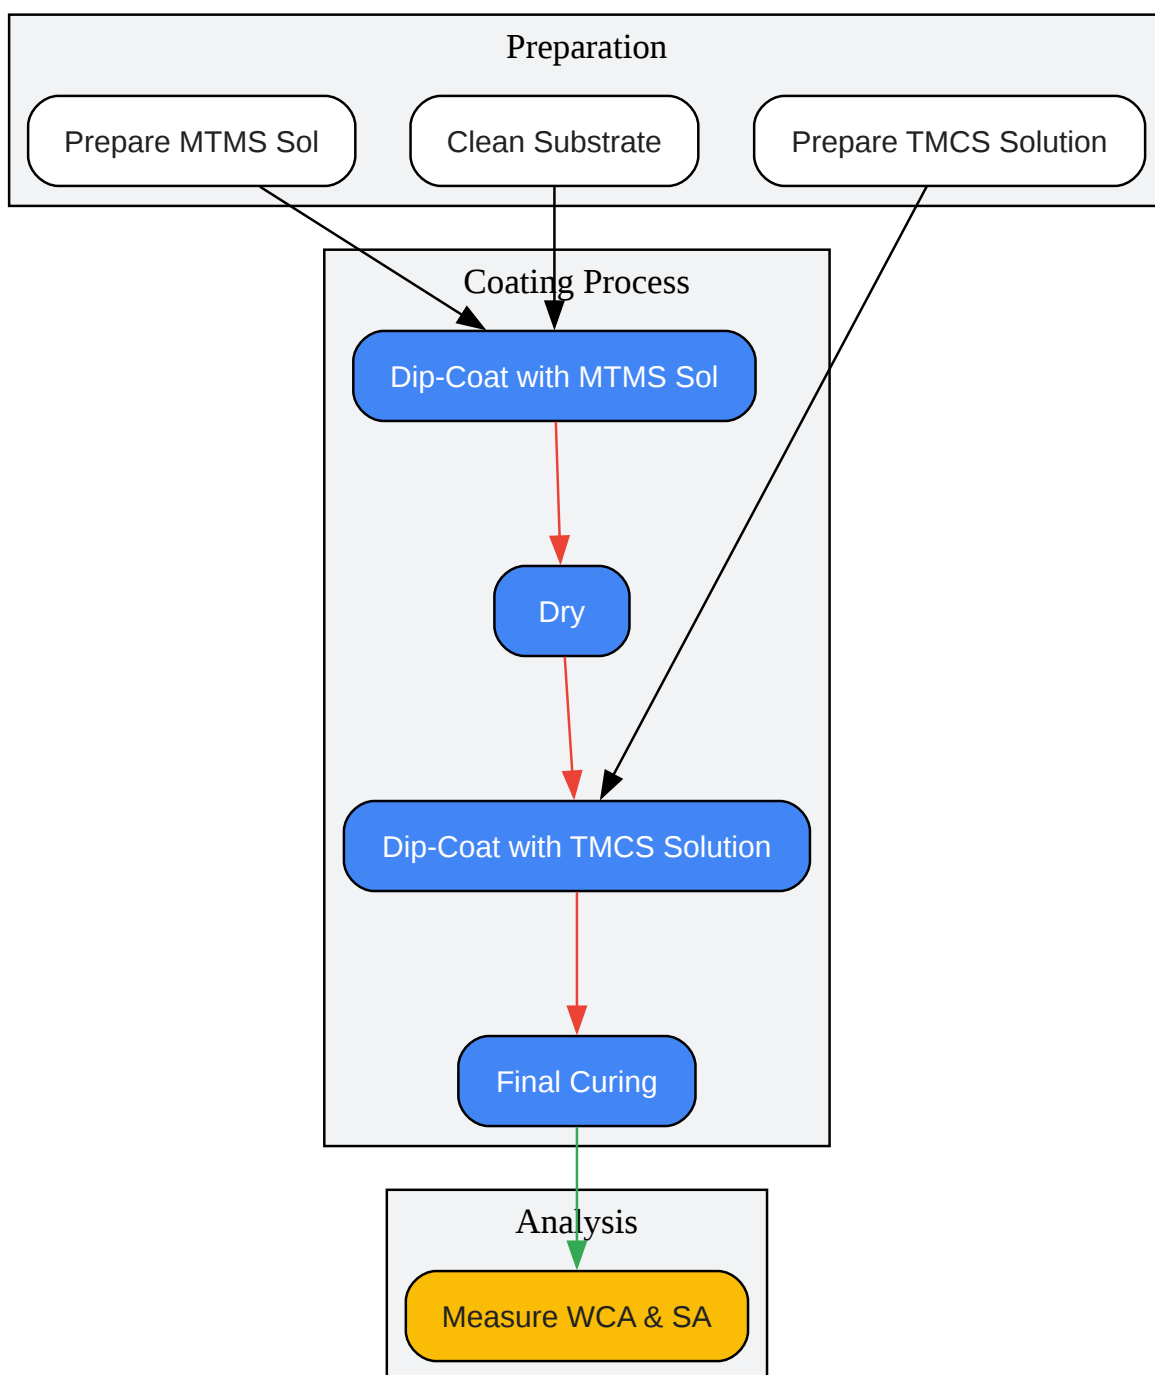 Preparation
Prepare MTMS Sol
Clean Substrate
Prepare TMCS Solution
Coating Process
Dip-Coat with MTMS Sol
Dry
Dip-Coat with TMCS Solution
Final Curing
Analysis
Measure WCA & SA